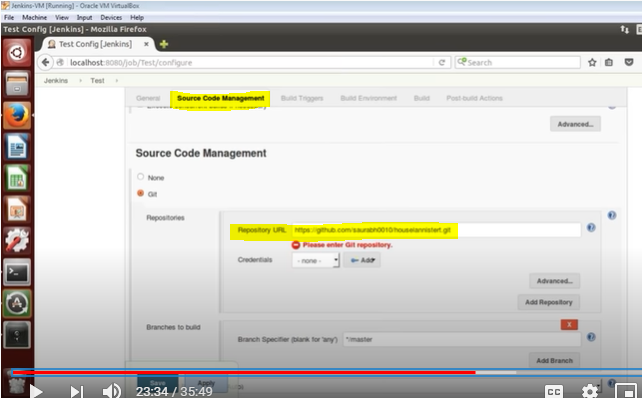 Jenkins-VM [Running] - Oracle VM VirtualBox
File Machine View Input Devices Help
Test Config [Jenkins] - Mozilla Firefox
Test Config [Jenkins]
localhost:8080/job/Test/configure
Search
Jenkins Test
General Source Code Management Build Triggers Build Environment Build Post-build Actions
Advanced...
Source Code Management
None
Git
Repositories
Repository URL https://github.com/saurabh0010/houselannistert.git
Please enter Git repository.
Credentials - none - Add
Advanced...
Add Repository
X
Branches to build
Branch Specifier (blank for 'any') */master
Add Branch
Save Apply
23:34 / 35:49
CC